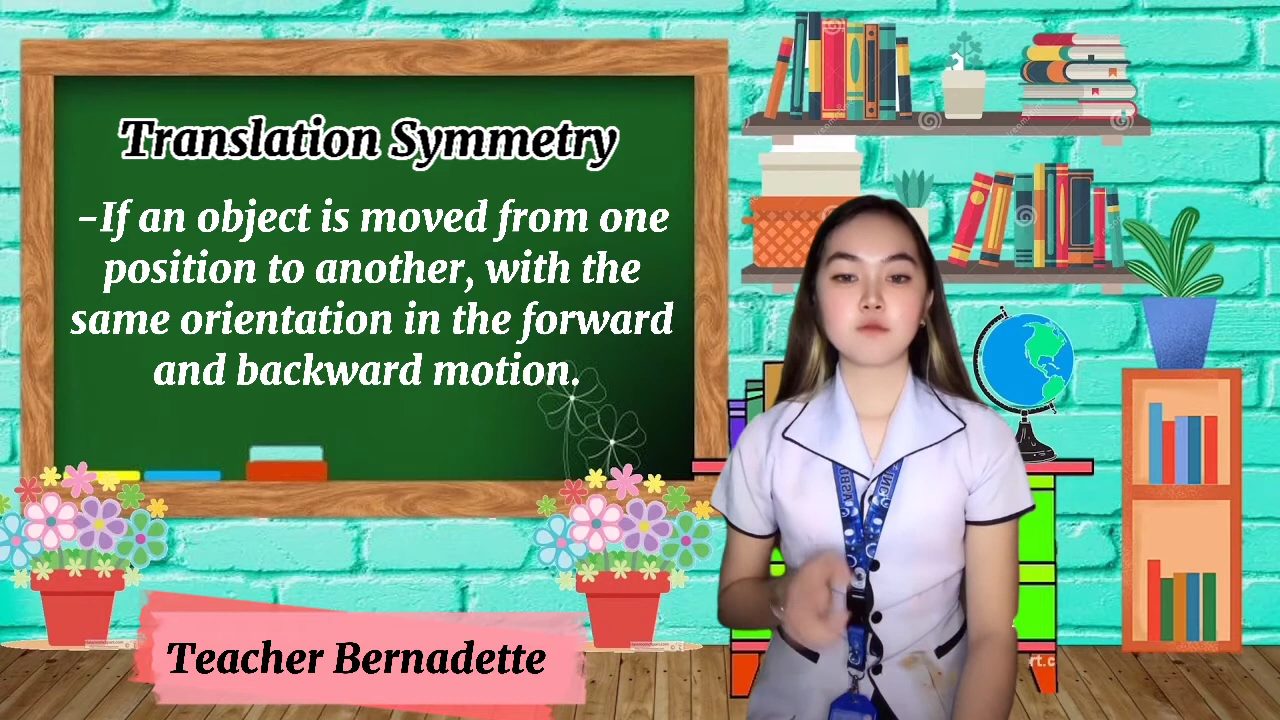 Translation Symmetry
-If an object is moved from one
position to another, with the
same orientation in the forward
and backward motion.
Teacher Bernadette